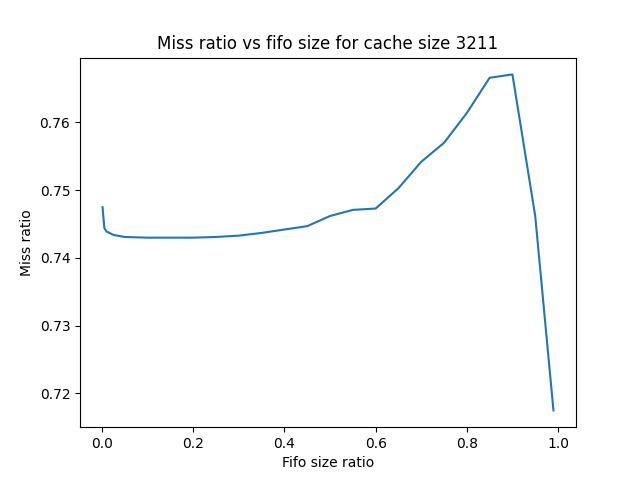 Miss ratio vs fifo size for cache size 3211
0.76
0.75
0.74
0.73
0.72
Miss ratio
0.0 0.2 0.4 0.6 0.8 1.0
Fifo size ratio